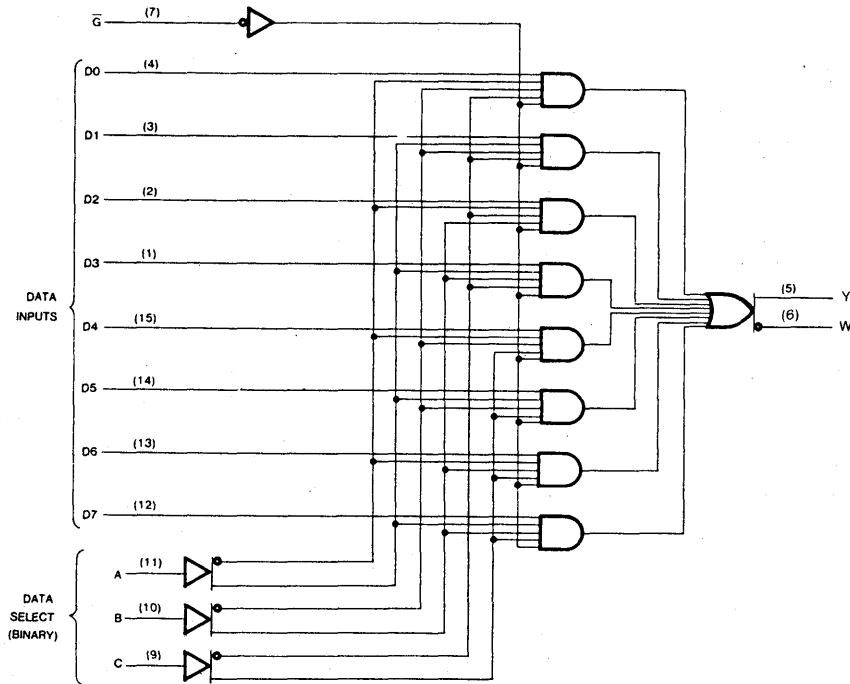 G̅ (7)
D0 (4)
D1 (3)
D2 (2)
D3 (1)
DATA
INPUTS
(5) Y
(6) W
D4 (15)
D5 (14)
D6 (13)
D7 (12)
A (11)
DATA
SELECT
(BINARY)
B (10)
C (9)